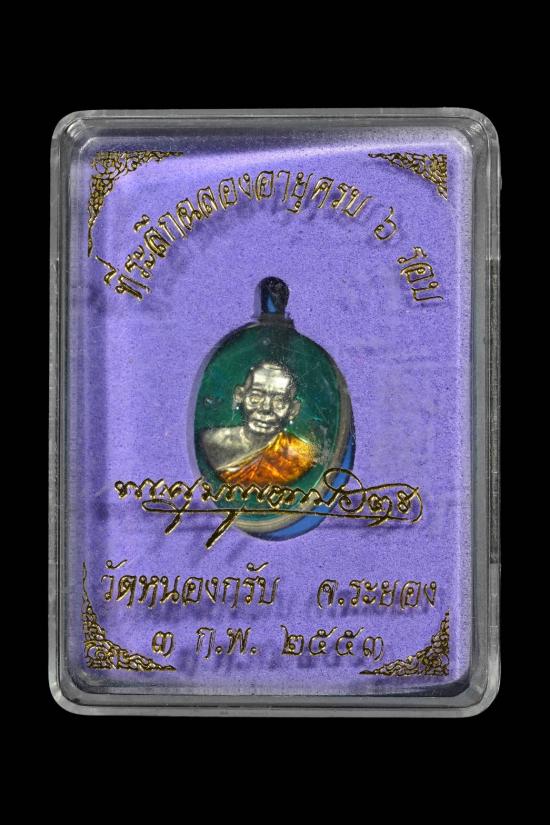 ที่ระลึกฉลองอายุครบ ๖ รอบ
วัดหนองกรับ จ.ระยอง
๓ ก.พ. ๒๕๕๓